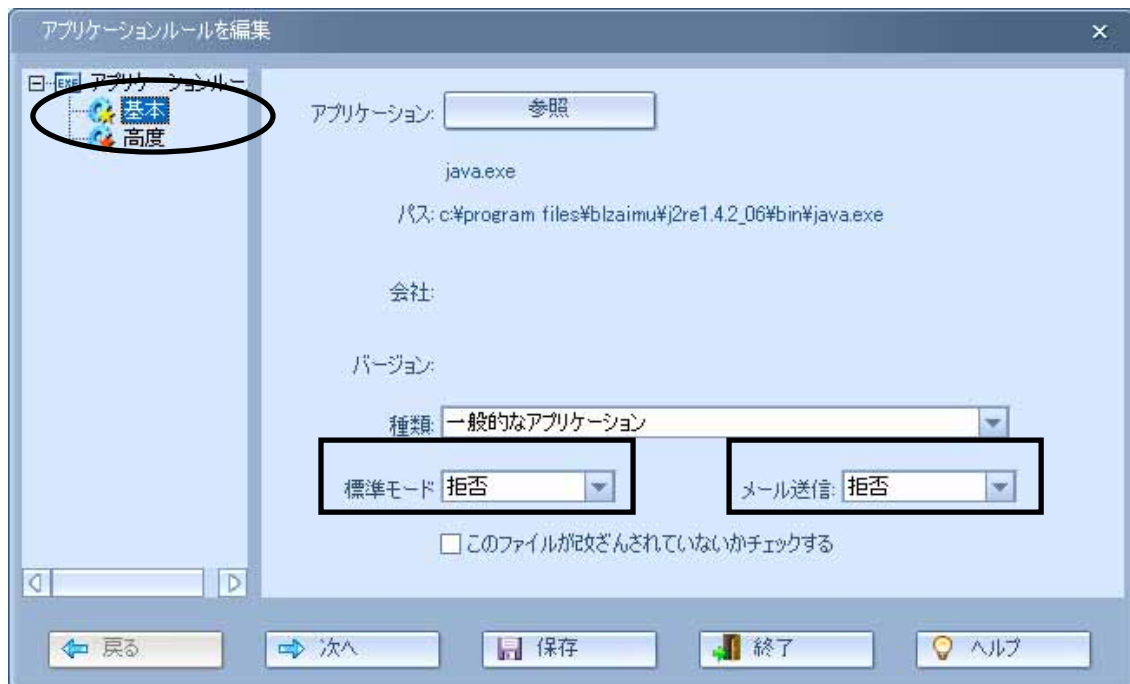 アプリケーションルールを編集
EXE アプリケーションルー
基本
高度
アプリケーション: 参照
java.exe
パス: c:¥program files¥blzaimu¥j2re1.4.2_06¥bin¥java.exe
会社:
バージョン:
種類: 一般的なアプリケーション
標準モード 拒否 メール送信: 拒否
このファイルが改ざんされていないかチェックする
戻る 次へ 保存 終了 ヘルプ